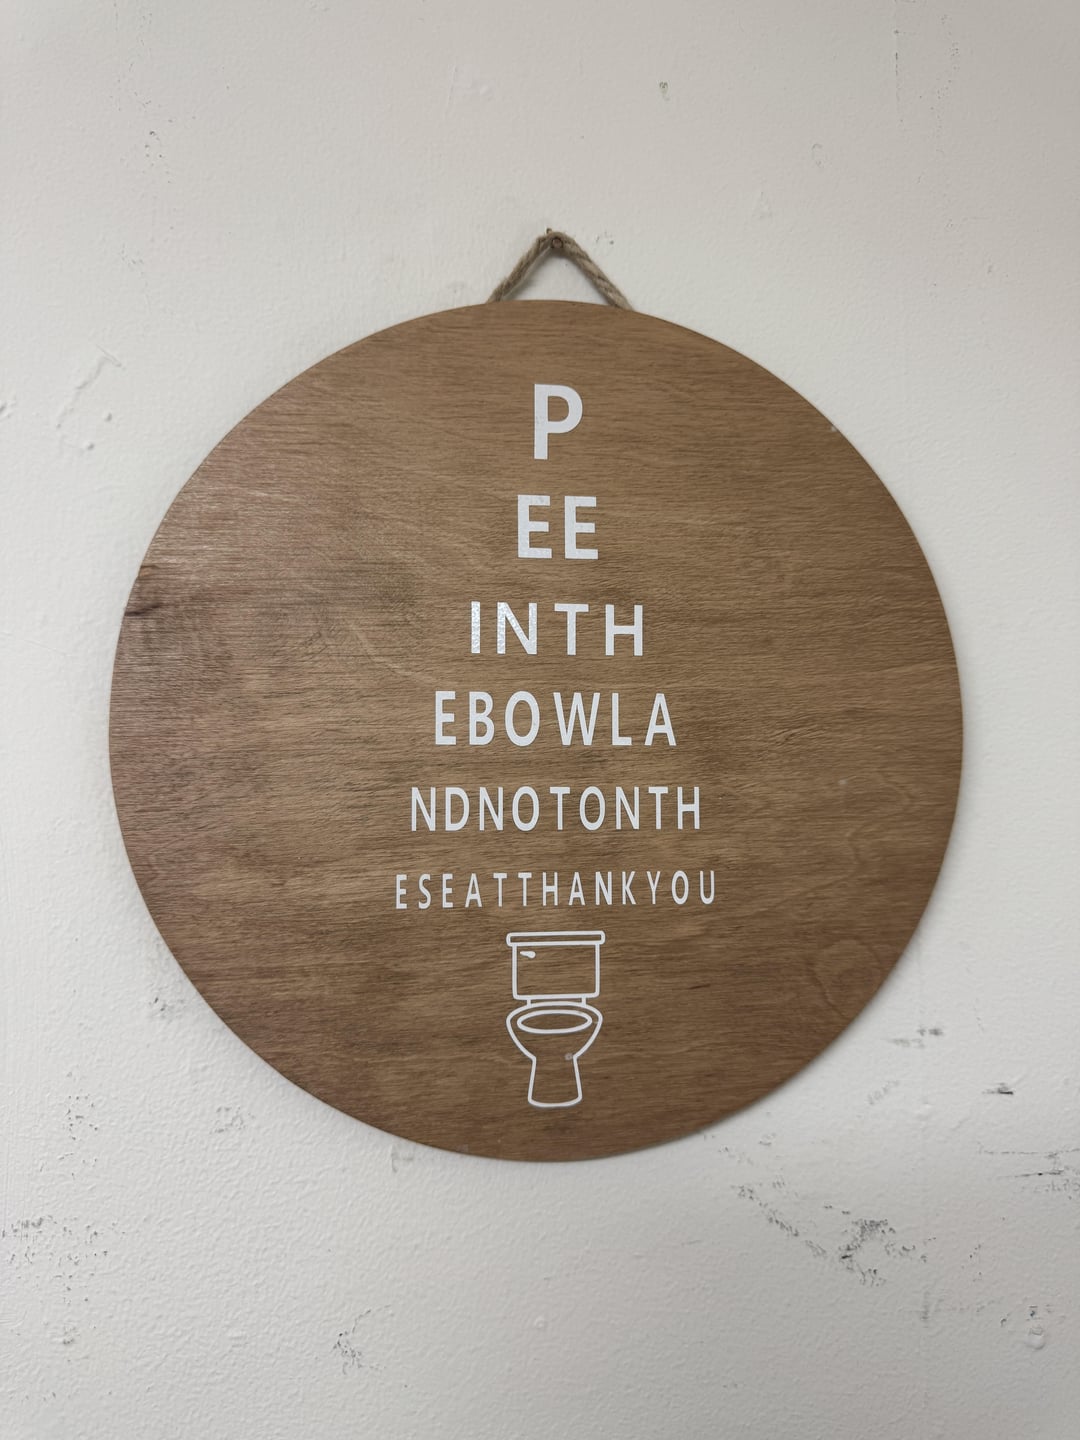 P
EE
INTH
EBOWLA
NDNOTONTH
ESEATTHANKYOU